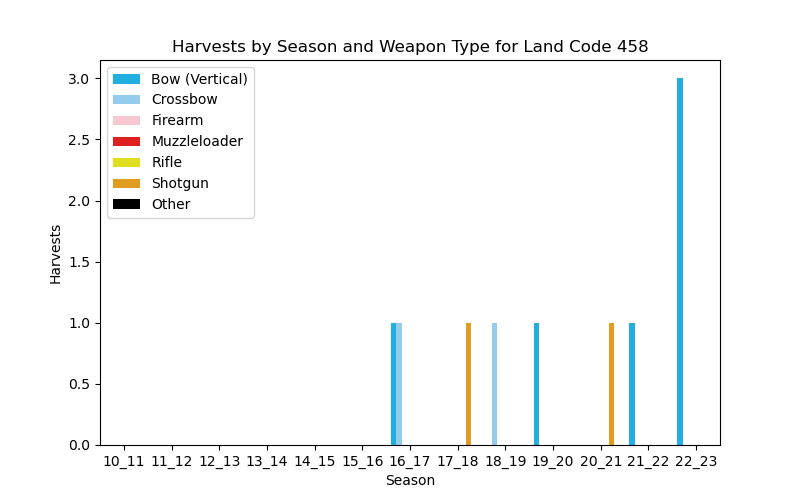 Harvests by Season and Weapon Type for Land Code 458
Bow (Vertical)
Crossbow
Firearm
Muzzleloader
Rifle
Shotgun
Other
Harvests
3.0
2.5
2.0
1.5
1.0
0.5
0.0
10_11 11_12 12_13 13_14 14_15 15_16 16_17 17_18 18_19 19_20 20_21 21_22 22_23
Season